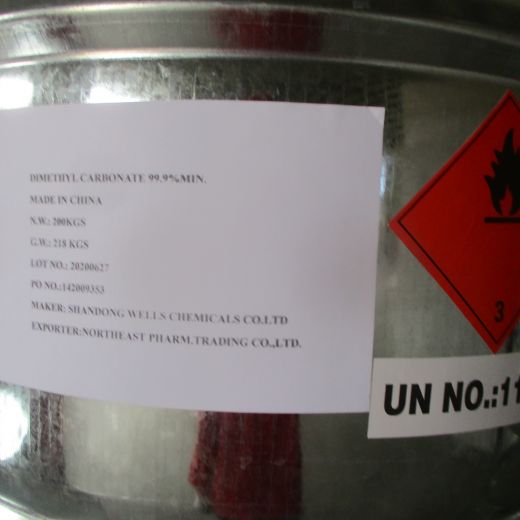 DIMETHYL CARBONATE 99.9%MIN.
MADE IN CHINA
N.W.: 200KGS
G.W.: 218 KGS
LOT NO.: 20200627
PO NO.:142009353
MAKER: SHANDONG WELLS CHEMICALS CO.LTD
EXPORTER:NORTHEAST PHARM.TRADING CO.,LTD.
3
UN NO.:11